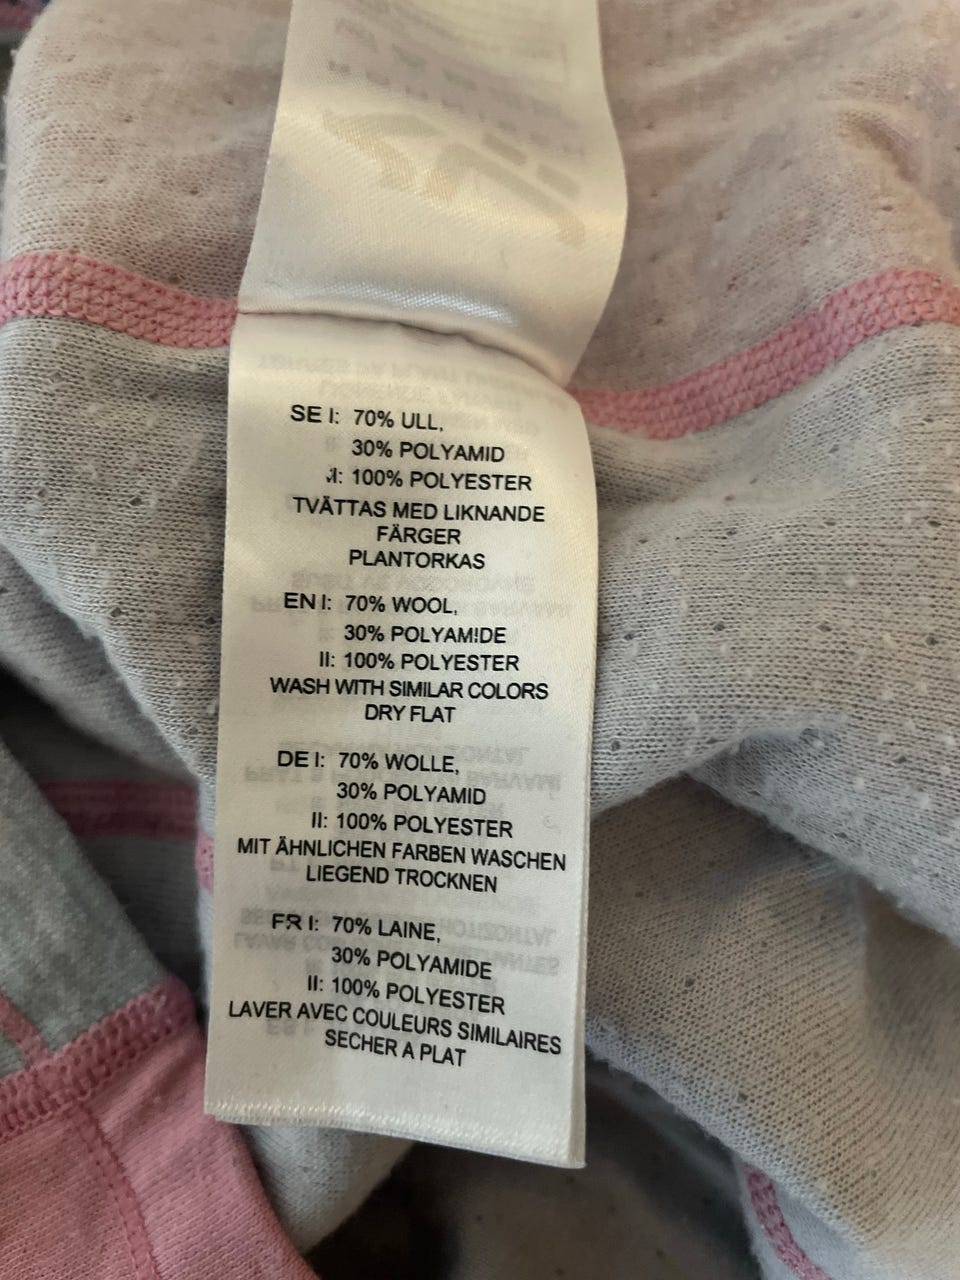 SE I: 70% ULL,
30% POLYAMID
II: 100% POLYESTER
TVÄTTAS MED LIKNANDE
FÄRGER
PLANTORKAS
EN I: 70% WOOL,
30% POLYAMIDE
II: 100% POLYESTER
WASH WITH SIMILAR COLORS
DRY FLAT
DE I: 70% WOLLE,
30% POLYAMID
II: 100% POLYESTER
MIT ÄHNLICHEN FARBEN WASCHEN
LIEGEND TROCKNEN
FR I: 70% LAINE,
30% POLYAMIDE
II: 100% POLYESTER
LAVER AVEC COULEURS SIMILAIRES
SECHER A PLAT